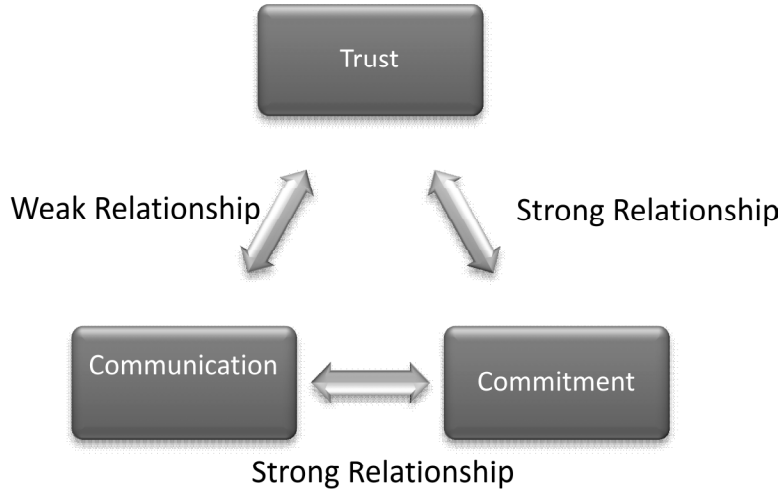 Trust
Weak Relationship
Strong Relationship
Communication
Commitment
Strong Relationship